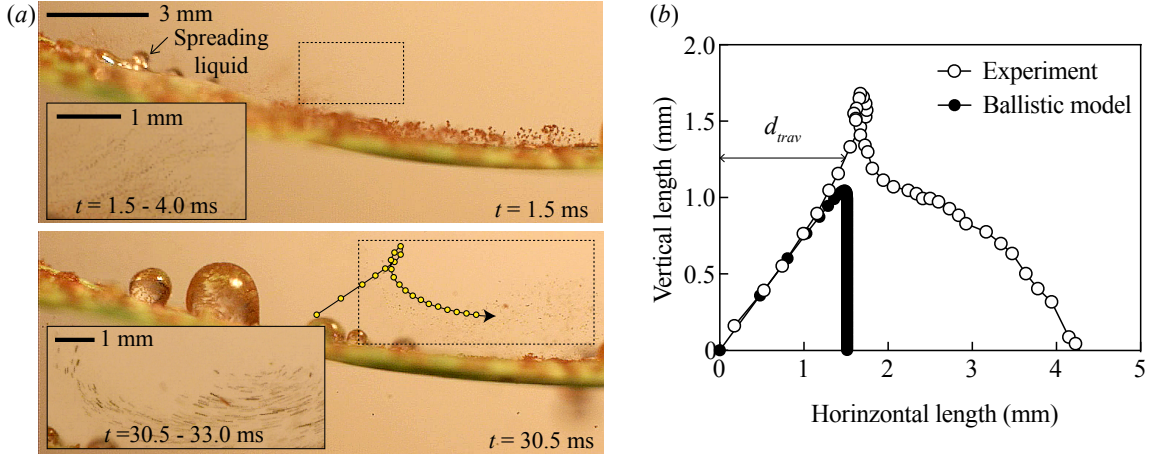 (a)
3 mm
Spreading
liquid
1 mm
t = 1.5 - 4.0 ms
t = 1.5 ms
1 mm
t =30.5 - 33.0 ms
t = 30.5 ms
(b)
2.0
1.5
1.0
0.5
0
Vertical length (mm)
Experiment
Ballistic model
d_trav
0
1
2
3
4
5
Horinzontal length (mm)